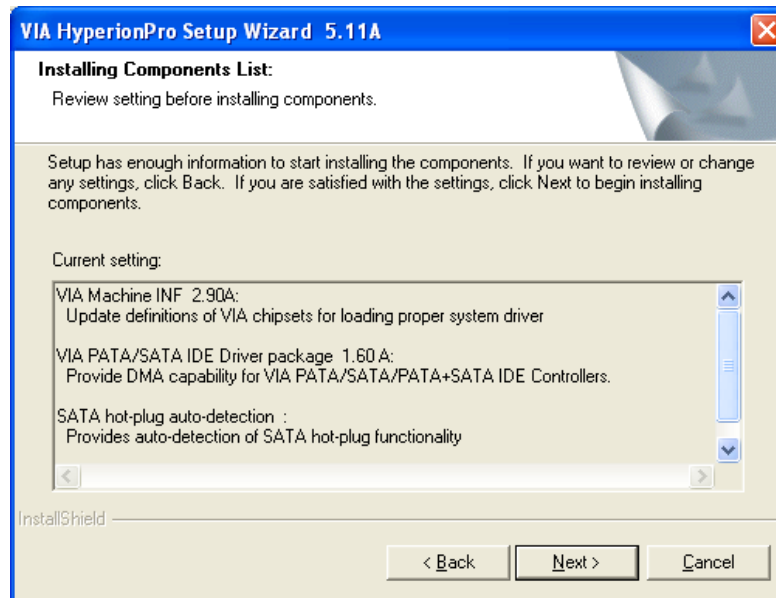 VIA HyperionPro Setup Wizard 5.11A
Installing Components List:
Review setting before installing components.
Setup has enough information to start installing the components. If you want to review or change
any settings, click Back. If you are satisfied with the settings, click Next to begin installing
components.
Current setting:
VIA Machine INF 2.90A:
Update definitions of VIA chipsets for loading proper system driver
VIA PATA/SATA IDE Driver package 1.60 A:
Provide DMA capability for VIA PATA/SATA/PATA+SATA IDE Controllers.
SATA hot-plug auto-detection :
Provides auto-detection of SATA hot-plug functionality
InstallShield
< Back Next > Cancel